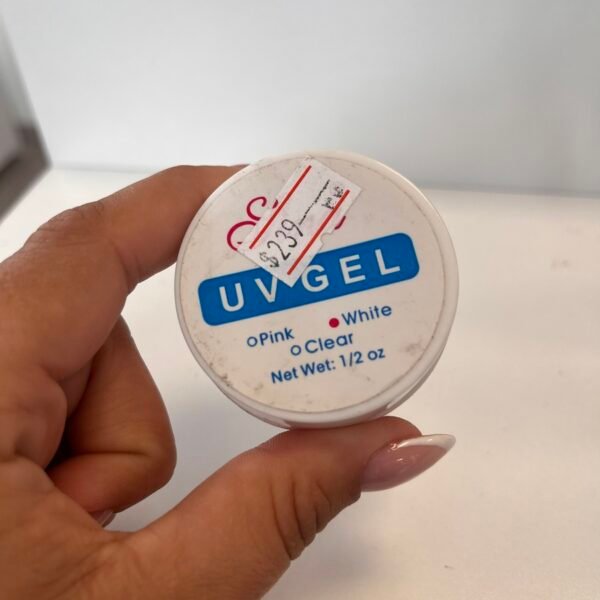 $239
UV GEL
Pink
White
Clear
Net Wet: 1/2 oz